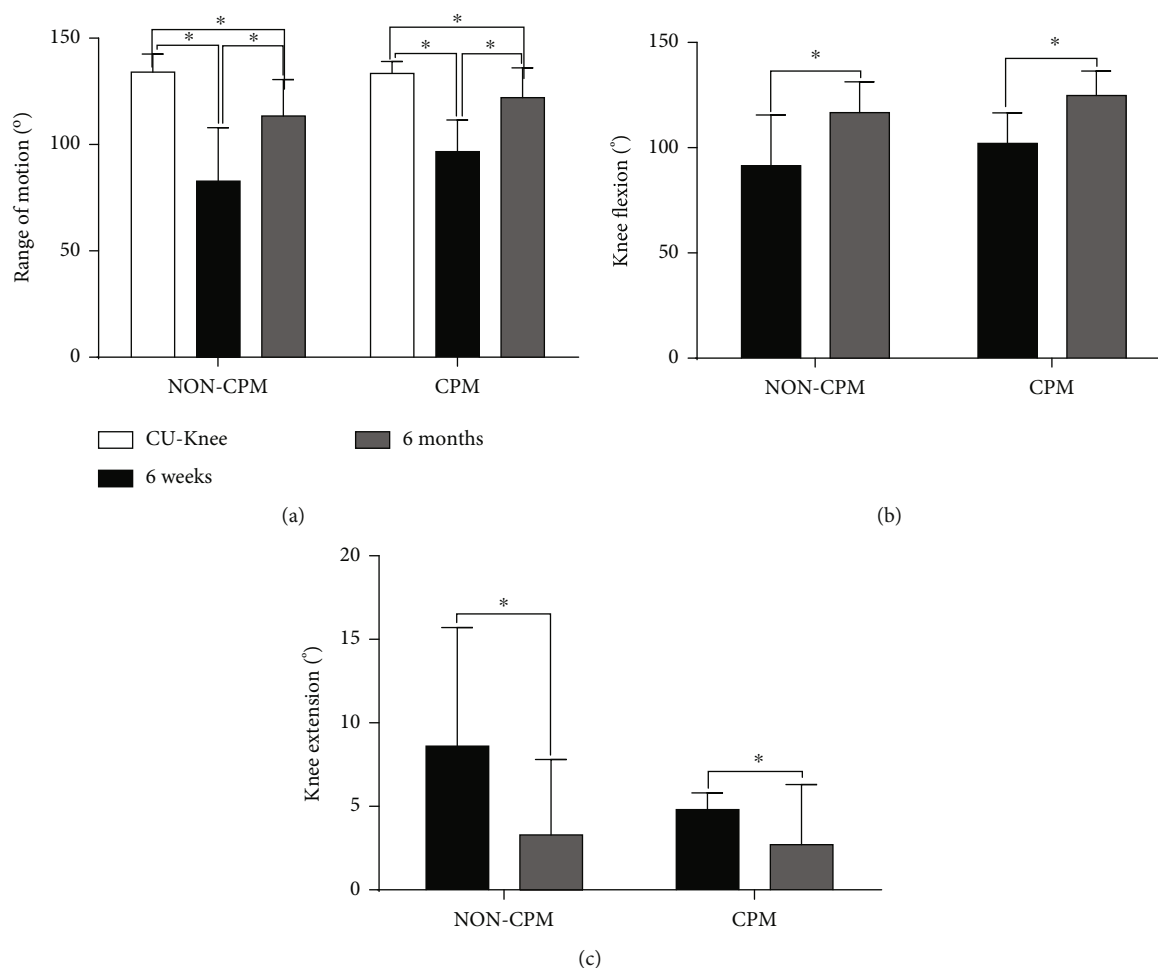 Range of motion (°)
150
100
50
0
* * *
* * *
NON-CPM CPM
CU-Knee 6 months
6 weeks
(a)
Knee flexion (°)
150
100
50
0
* *
NON-CPM CPM
(b)
Knee extension (°)
20
15
10
5
0
*
*
NON-CPM CPM
(c)